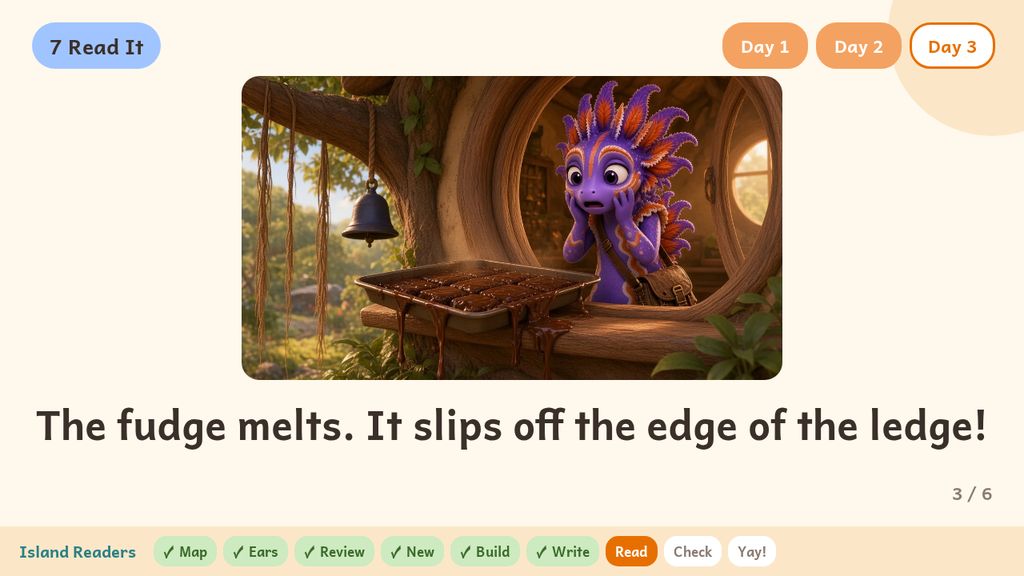 7 Read It
Day 1 Day 2 Day 3
The fudge melts. It slips off the edge of the ledge!
3 / 6
Island Readers ✓ Map ✓ Ears ✓ Review ✓ New ✓ Build ✓ Write Read Check Yay!